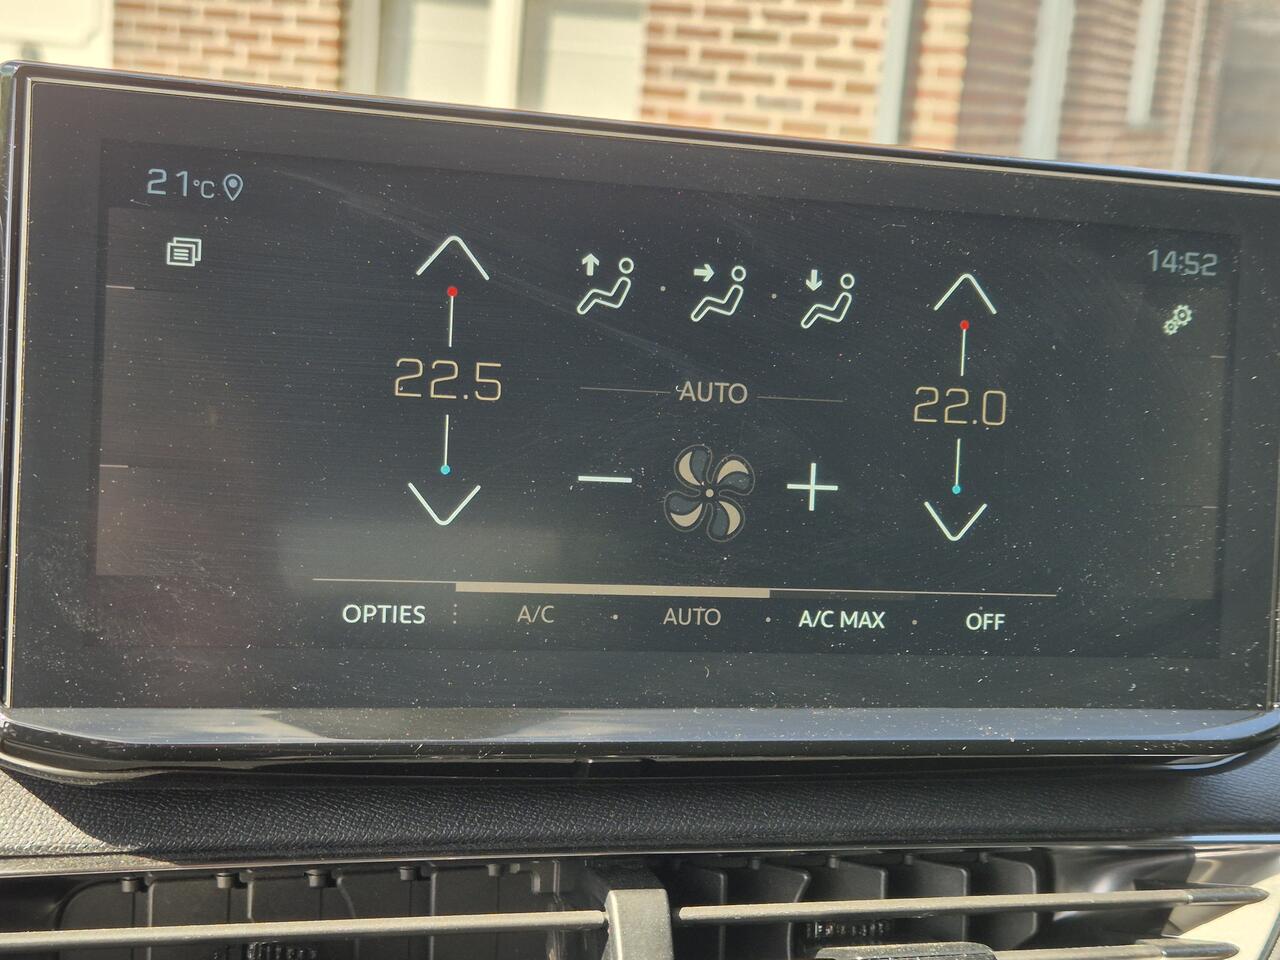 21°C
14:52
22.5
AUTO
22.0
OPTIES A/C AUTO A/C MAX OFF